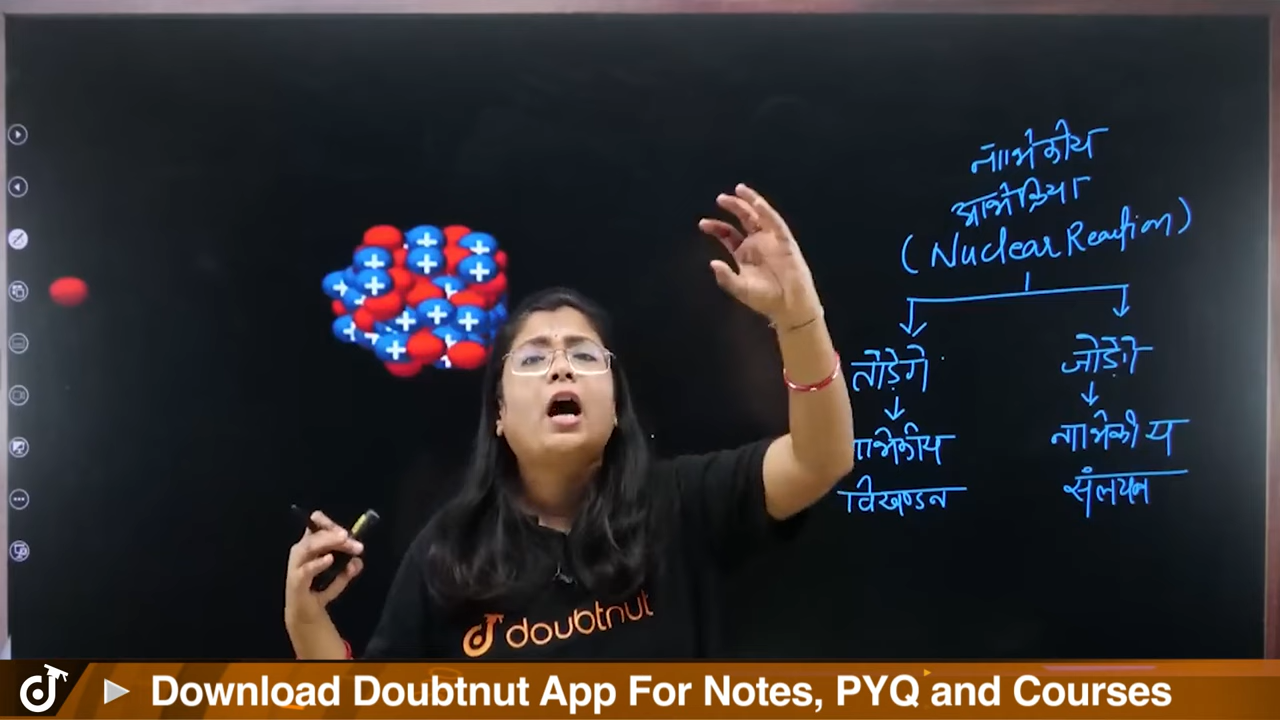 नाभिकीय
अभिक्रिया
(Nuclear Reaction)
तोड़ेंगे
जोड़ेंगे
नाभिकीय
संलयन
विखण्डन
doubtnut
Download Doubtnut App For Notes, PYQ and Courses